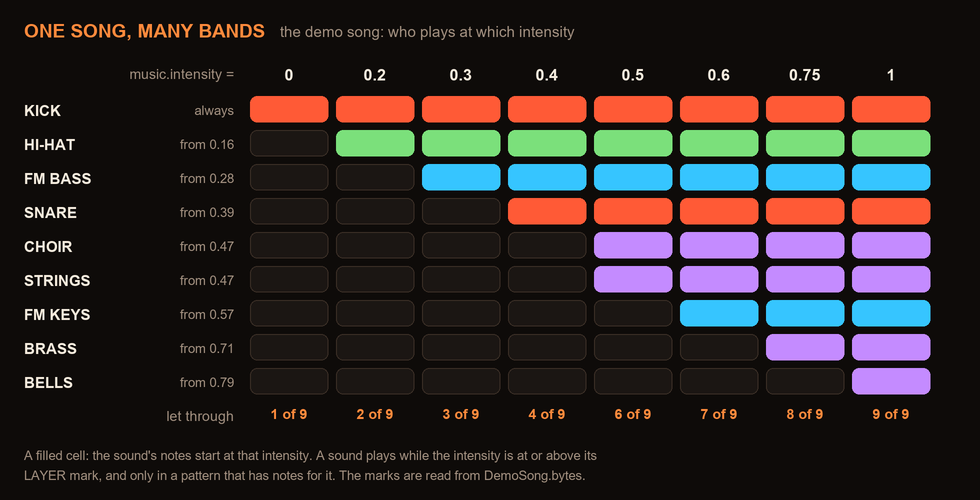 ONE SONG, MANY BANDS the demo song: who plays at which intensity
music.intensity = 0 0.2 0.3 0.4 0.5 0.6 0.75 1
KICK always
HI-HAT from 0.16
FM BASS from 0.28
SNARE from 0.39
CHOIR from 0.47
STRINGS from 0.47
FM KEYS from 0.57
BRASS from 0.71
BELLS from 0.79
let through 1 of 9 2 of 9 3 of 9 4 of 9 6 of 9 7 of 9 8 of 9 9 of 9
A filled cell: the sound's notes start at that intensity. A sound plays while the intensity is at or above its
LAYER mark, and only in a pattern that has notes for it. The marks are read from DemoSong.bytes.